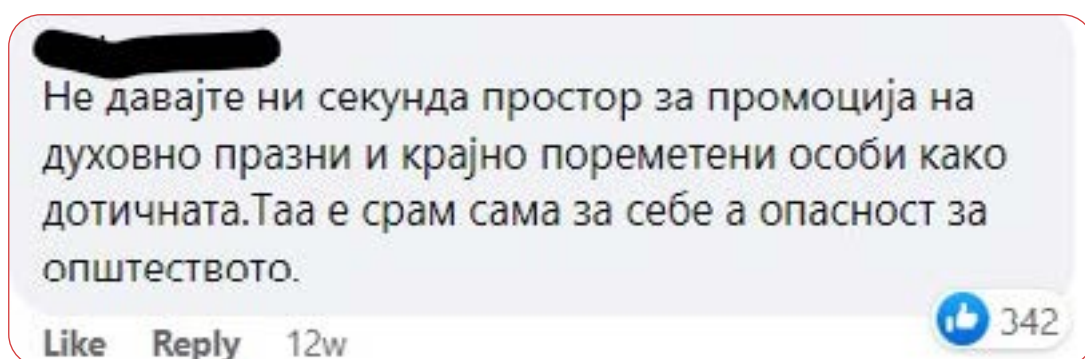 Не давајте ни секунда простор за промоција на
духовно празни и крајно пореметени особи како
дотичната.Таа е срам сама за себе а опасност за
општеството.
342
Like Reply 12w